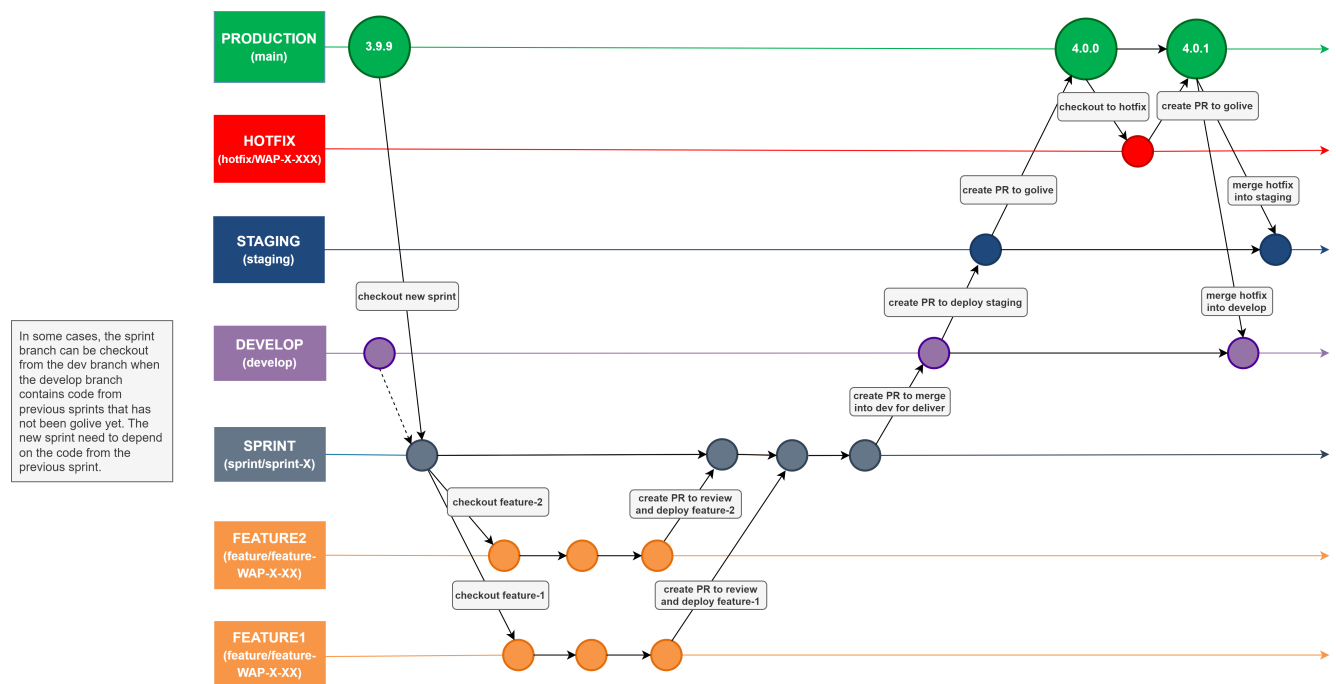 PRODUCTION
(main)
3.9.9
4.0.0
4.0.1
checkout to hotfix
create PR to golive
HOTFIX
(hotfix/WAP-X-XXX)
create PR to golive
merge hotfix
into staging
STAGING
(staging)
checkout new sprint
create PR to deploy staging
merge hotfix
into develop
In some cases, the sprint
branch can be checkout
from the dev branch when
the develop branch
contains code from
previous sprints that has
not been golive yet. The
new sprint need to depend
on the code from the
previous sprint.
DEVELOP
(develop)
create PR to merge
into dev for deliver
SPRINT
(sprint/sprint-X)
checkout feature-2
create PR to review
and deploy feature-2
FEATURE2
(feature/feature-
WAP-X-XX)
checkout feature-1
create PR to review
and deploy feature-1
FEATURE1
(feature/feature-
WAP-X-XX)